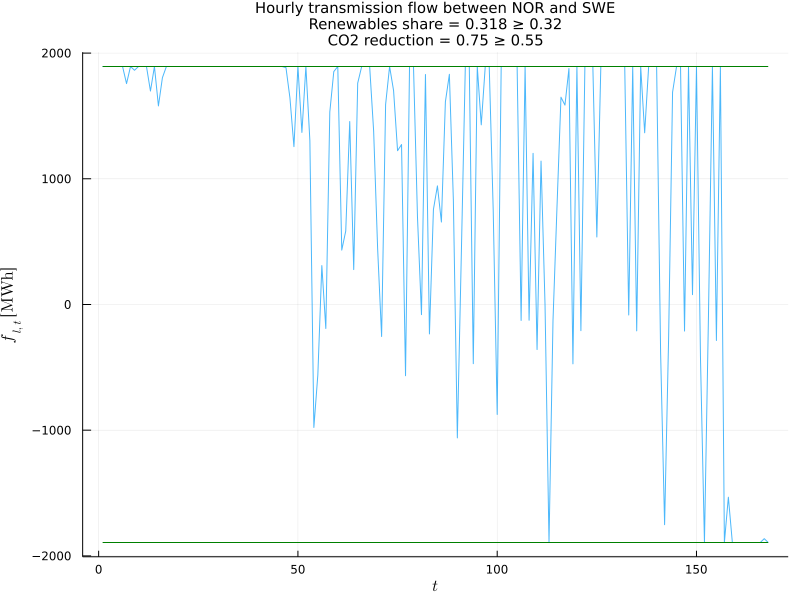 Hourly transmission flow between NOR and SWE
Renewables share = 0.318 ≥ 0.32
CO2 reduction = 0.75 ≥ 0.55
2000
1000
0
−1000
−2000
f_{l,t} [MWh]
0 50 100 150
t